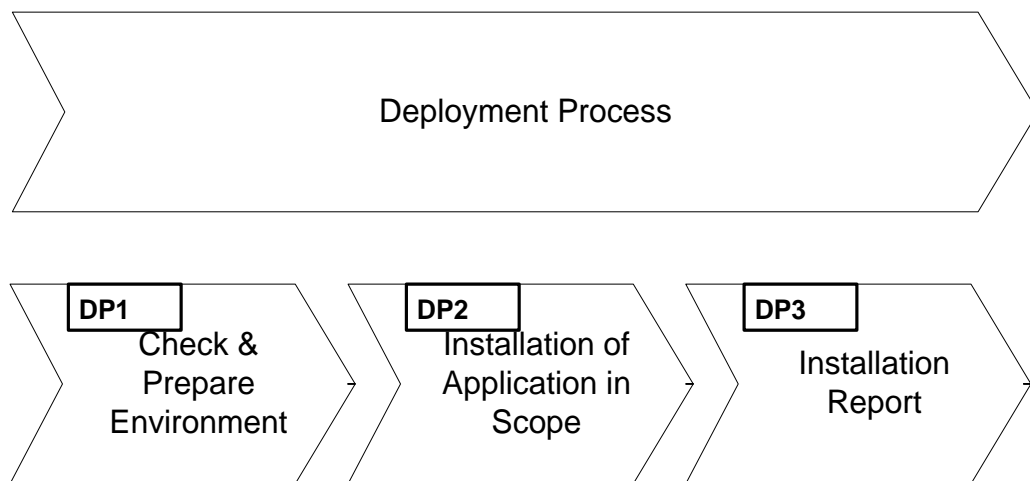 Deployment Process
DP1
Check &
Prepare
Environment
DP2
Installation of
Application in
Scope
DP3
Installation
Report